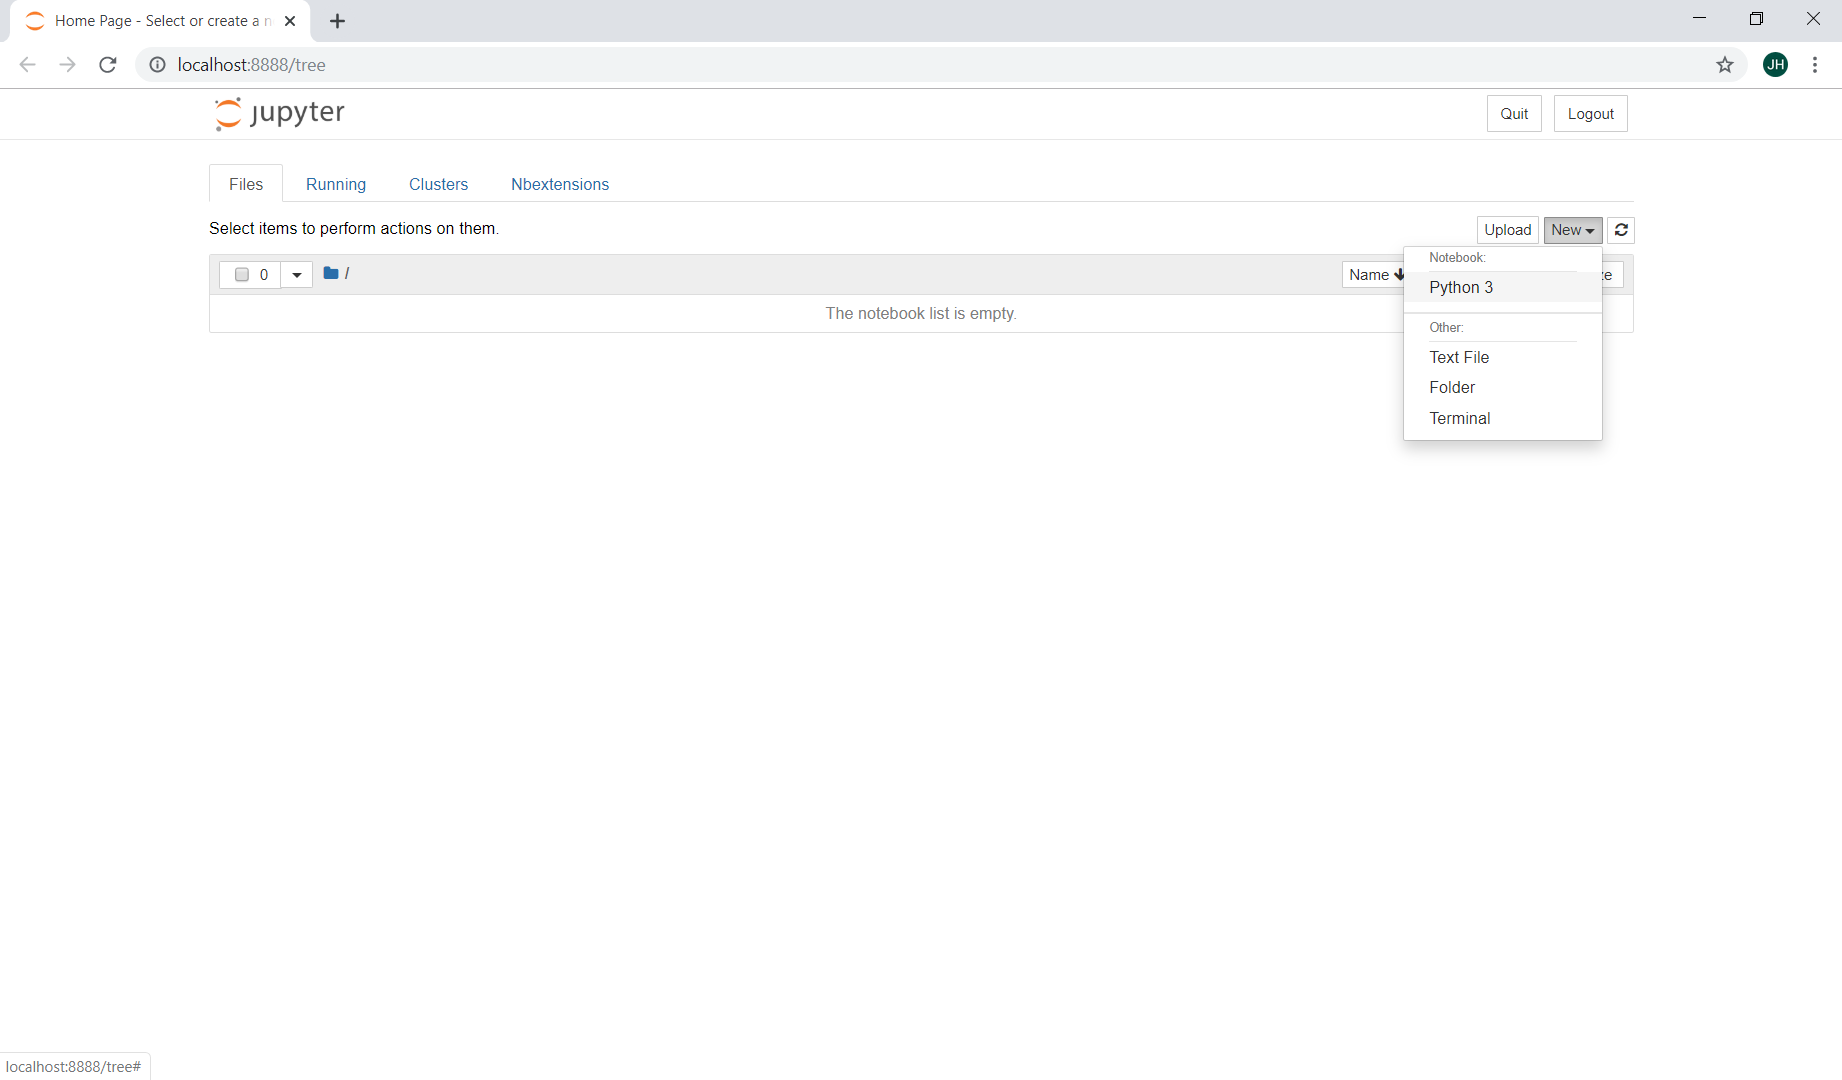 Home Page - Select or create a n
localhost:8888/tree
JH
jupyter
Quit Logout
Files Running Clusters Nbextensions
Select items to perform actions on them.
Upload New
0 / Name ze
The notebook list is empty.
Notebook:
Python 3
Other:
Text File
Folder
Terminal
localhost:8888/tree#